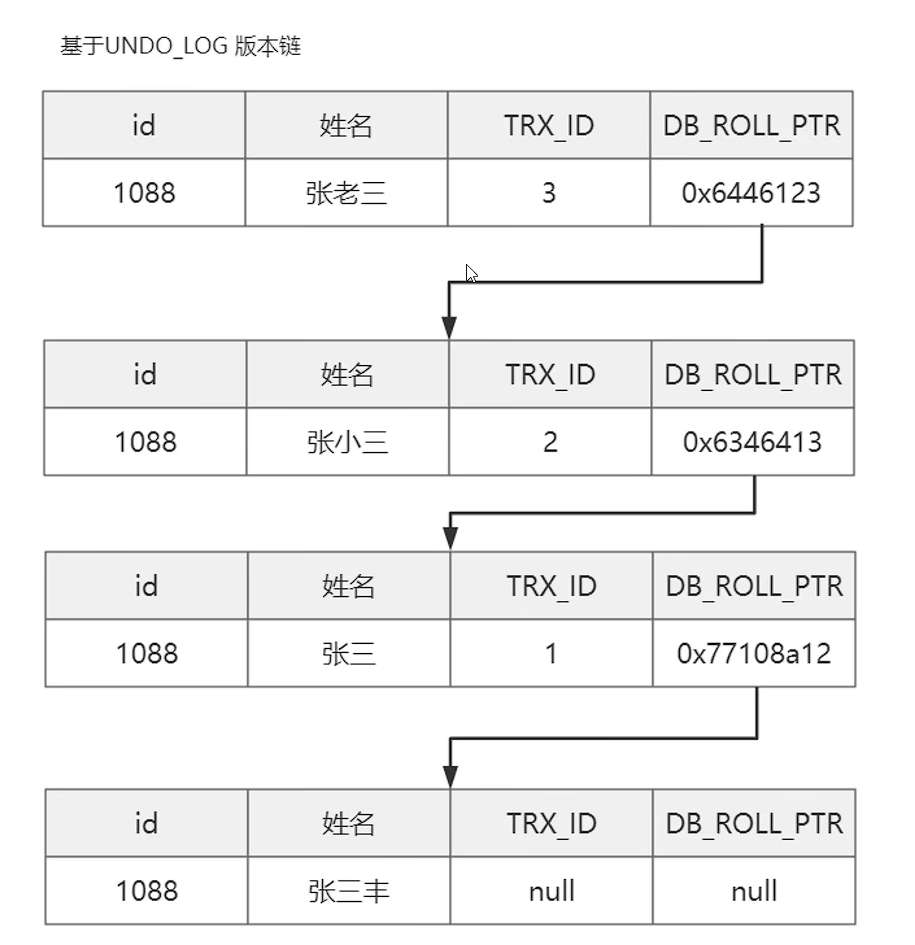 基于UNDO_LOG 版本链
id 姓名 TRX_ID DB_ROLL_PTR
1088 张老三 3 0x6446123
id 姓名 TRX_ID DB_ROLL_PTR
1088 张小三 2 0x6346413
id 姓名 TRX_ID DB_ROLL_PTR
1088 张三 1 0x77108a12
id 姓名 TRX_ID DB_ROLL_PTR
1088 张三丰 null null